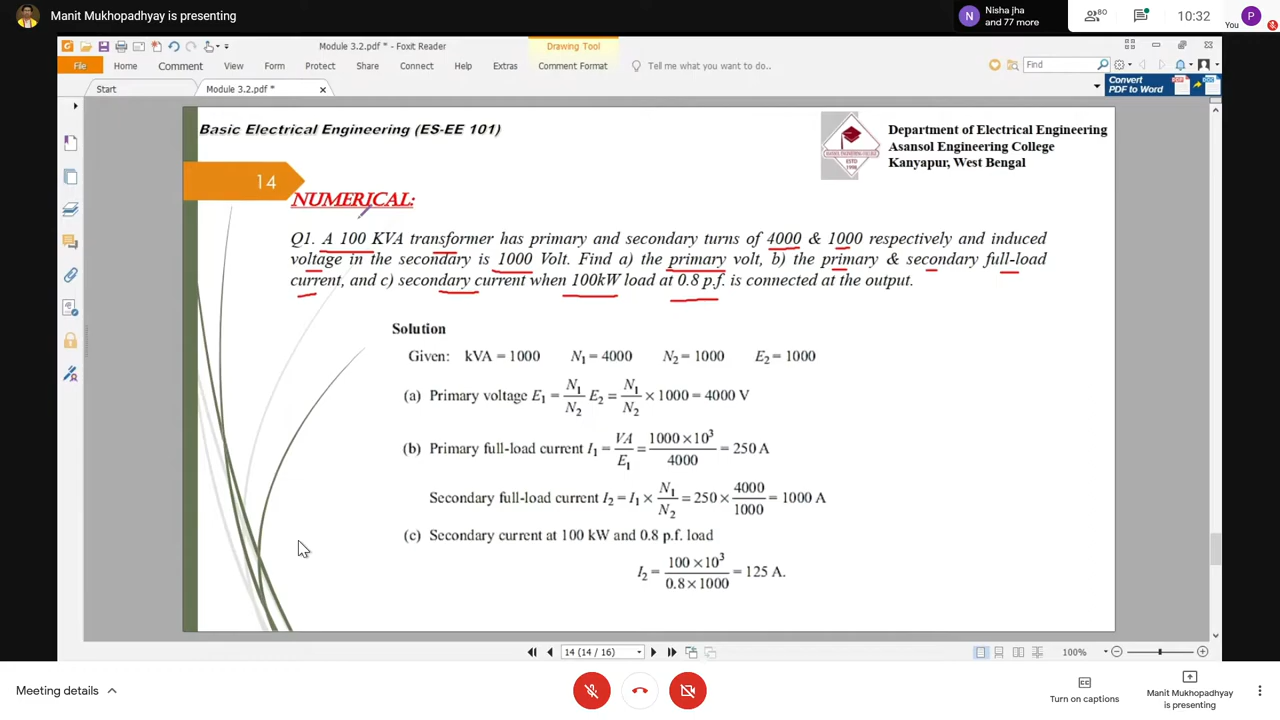 Manit Mukhopadhyay is presenting
N
Nisha jha
and 77 more
80
10:32
You
P
Module 3.2.pdf * - Foxit Reader
Drawing Tool
File
Home
Comment
View
Form
Protect
Share
Connect
Help
Extras
Comment Format
Tell me what you want to do..
Find
Start
Module 3.2.pdf *
Convert
PDF to Word
Basic Electrical Engineering (ES-EE 101)
Department of Electrical Engineering
Asansol Engineering College
Kanyapur, West Bengal
14
NUMERICAL:
Q1. A 100 KVA transformer has primary and secondary turns of 4000 & 1000 respectively and induced
voltage in the secondary is 1000 Volt. Find a) the primary volt, b) the primary & secondary full-load
current, and c) secondary current when 100kW load at 0.8 p.f. is connected at the output.
Solution
Given: kVA = 1000 N₁ = 4000 N₂ = 1000 E₂ = 1000
(a) Primary voltage E₁ = N₁/N₂ E₂ = N₁/N₂ × 1000 = 4000 V
(b) Primary full-load current I₁ = VA/E₁ = 1000 × 10³/4000 = 250 A
Secondary full-load current I₂ = I₁ × N₁/N₂ = 250 × 4000/1000 = 1000 A
(c) Secondary current at 100 kW and 0.8 p.f. load
I₂ = 100 × 10³/0.8 × 1000 = 125 A.
14 (14 / 16)
100%
Meeting details
Turn on captions
Manit Mukhopadhyay
is presenting